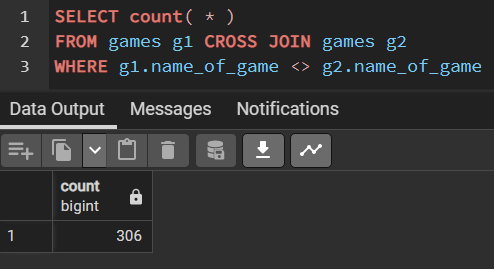 1 SELECT count( * )
2 FROM games g1 CROSS JOIN games g2
3 WHERE g1.name_of_game <> g2.name_of_game
Data Output Messages Notifications
count
bigint
1 306